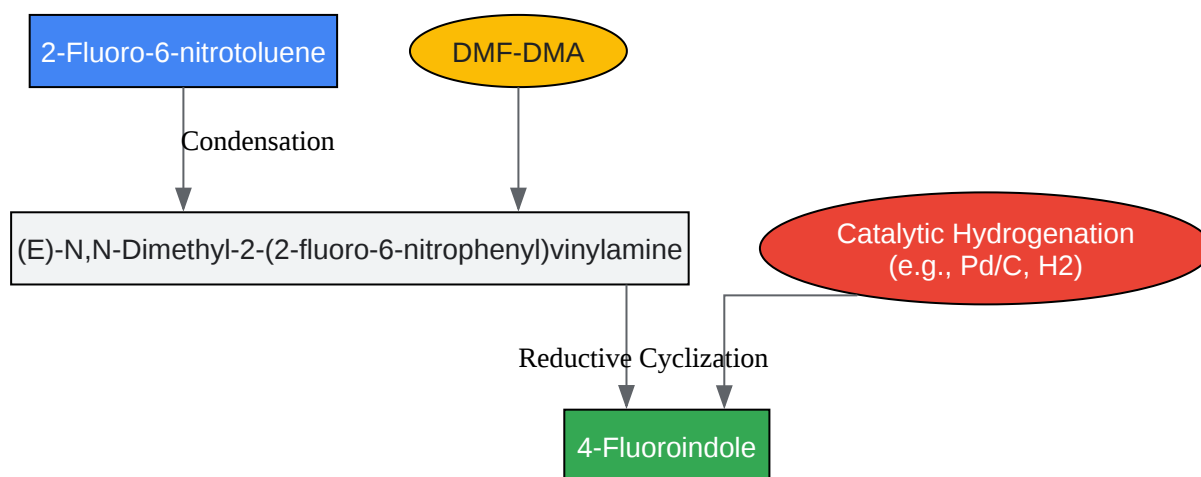 2-Fluoro-6-nitrotoluene
DMF-DMA
Condensation
(E)-N,N-Dimethyl-2-(2-fluoro-6-nitrophenyl)vinylamine
Catalytic Hydrogenation
(e.g., Pd/C, H2)
Reductive Cyclization
4-Fluoroindole